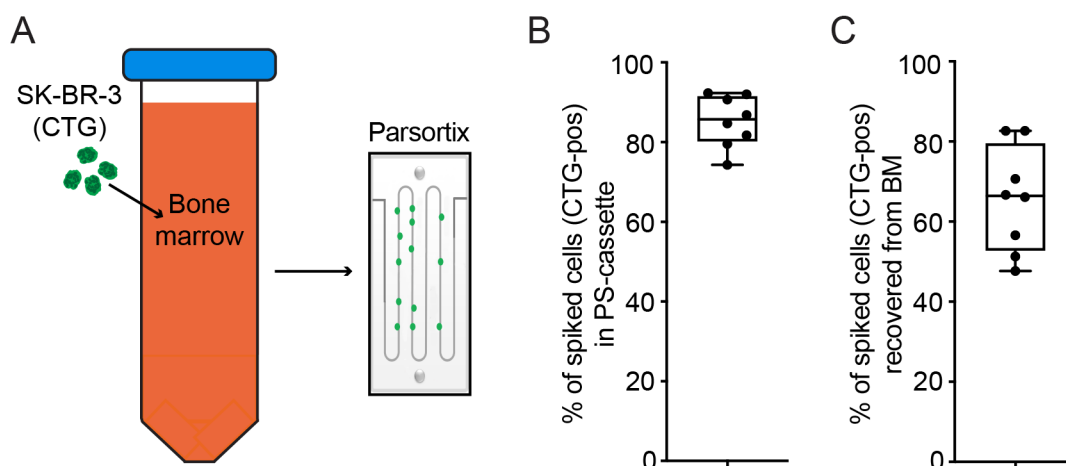 A
SK-BR-3
(CTG)
Bone
marrow
Parsortix
B
% of spiked cells (CTG-pos)
in PS-cassette
100
80
60
40
20
0
C
% of spiked cells (CTG-pos)
recovered from BM
100
80
60
40
20
0